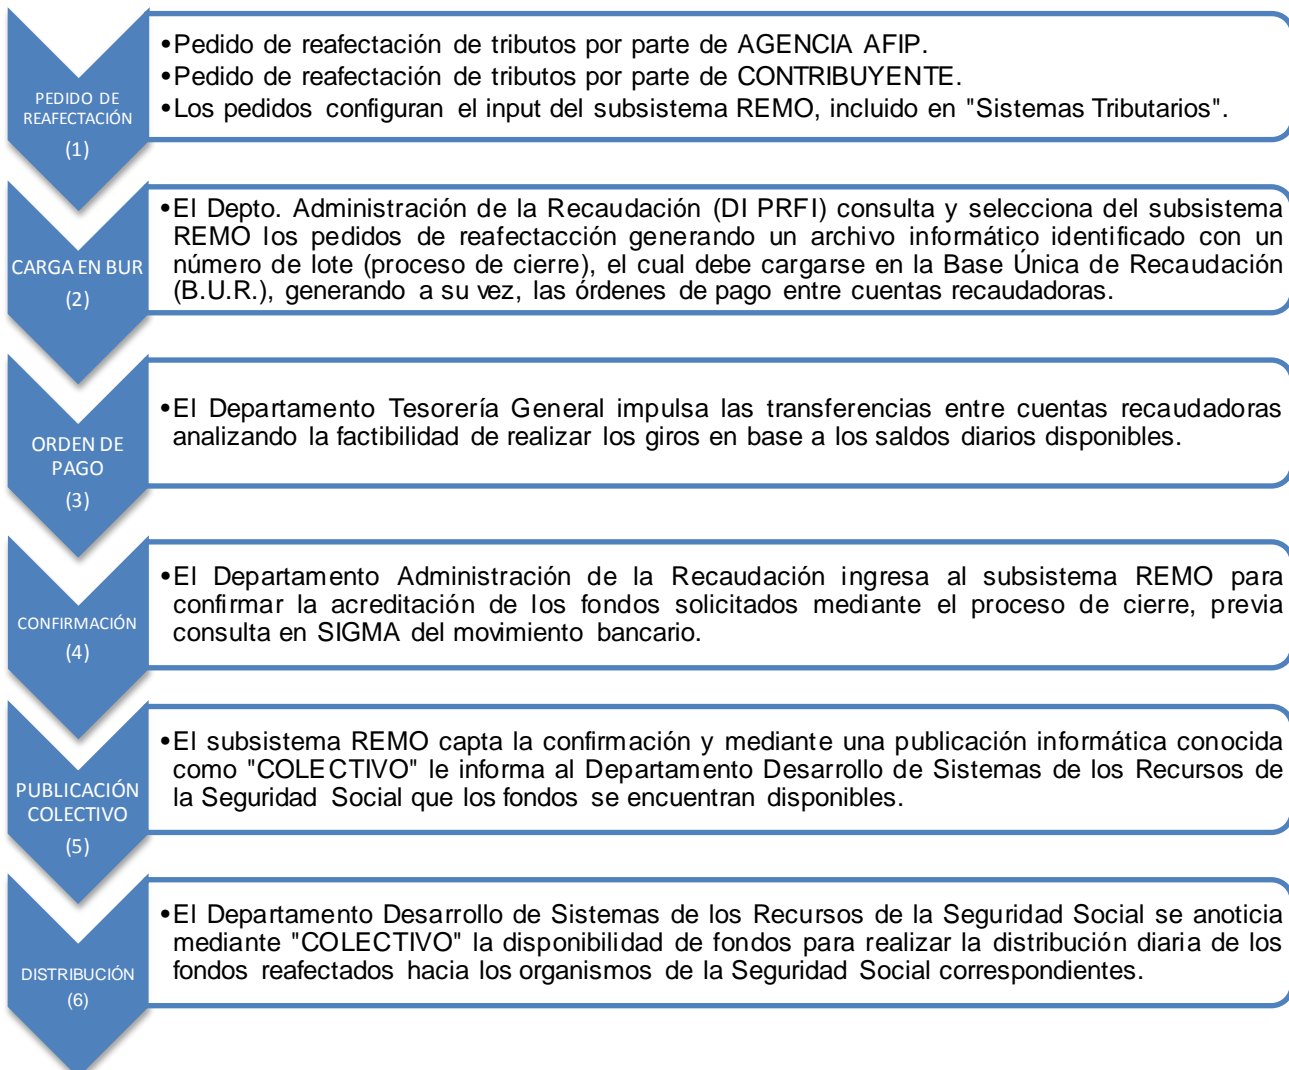 PEDIDO DE
REAFECTACIÓN
(1)
•Pedido de reafectación de tributos por parte de AGENCIA AFIP.
•Pedido de reafectación de tributos por parte de CONTRIBUYENTE.
•Los pedidos configuran el input del subsistema REMO, incluido en "Sistemas Tributarios".
CARGA EN BUR
(2)
•El Depto. Administración de la Recaudación (DI PRFI) consulta y selecciona del subsistema
REMO los pedidos de reafectacción generando un archivo informático identificado con un
número de lote (proceso de cierre), el cual debe cargarse en la Base Única de Recaudación
(B.U.R.), generando a su vez, las órdenes de pago entre cuentas recaudadoras.
ORDEN DE
PAGO
(3)
•El Departamento Tesorería General impulsa las transferencias entre cuentas recaudadoras
analizando la factibilidad de realizar los giros en base a los saldos diarios disponibles.
CONFIRMACIÓN
(4)
•El Departamento Administración de la Recaudación ingresa al subsistema REMO para
confirmar la acreditación de los fondos solicitados mediante el proceso de cierre, previa
consulta en SIGMA del movimiento bancario.
PUBLICACIÓN
COLECTIVO
(5)
•El subsistema REMO capta la confirmación y mediante una publicación informática conocida
como "COLECTIVO" le informa al Departamento Desarrollo de Sistemas de los Recursos de
la Seguridad Social que los fondos se encuentran disponibles.
DISTRIBUCIÓN
(6)
•El Departamento Desarrollo de Sistemas de los Recursos de la Seguridad Social se anoticia
mediante "COLECTIVO" la disponibilidad de fondos para realizar la distribución diaria de los
fondos reafectados hacia los organismos de la Seguridad Social correspondientes.